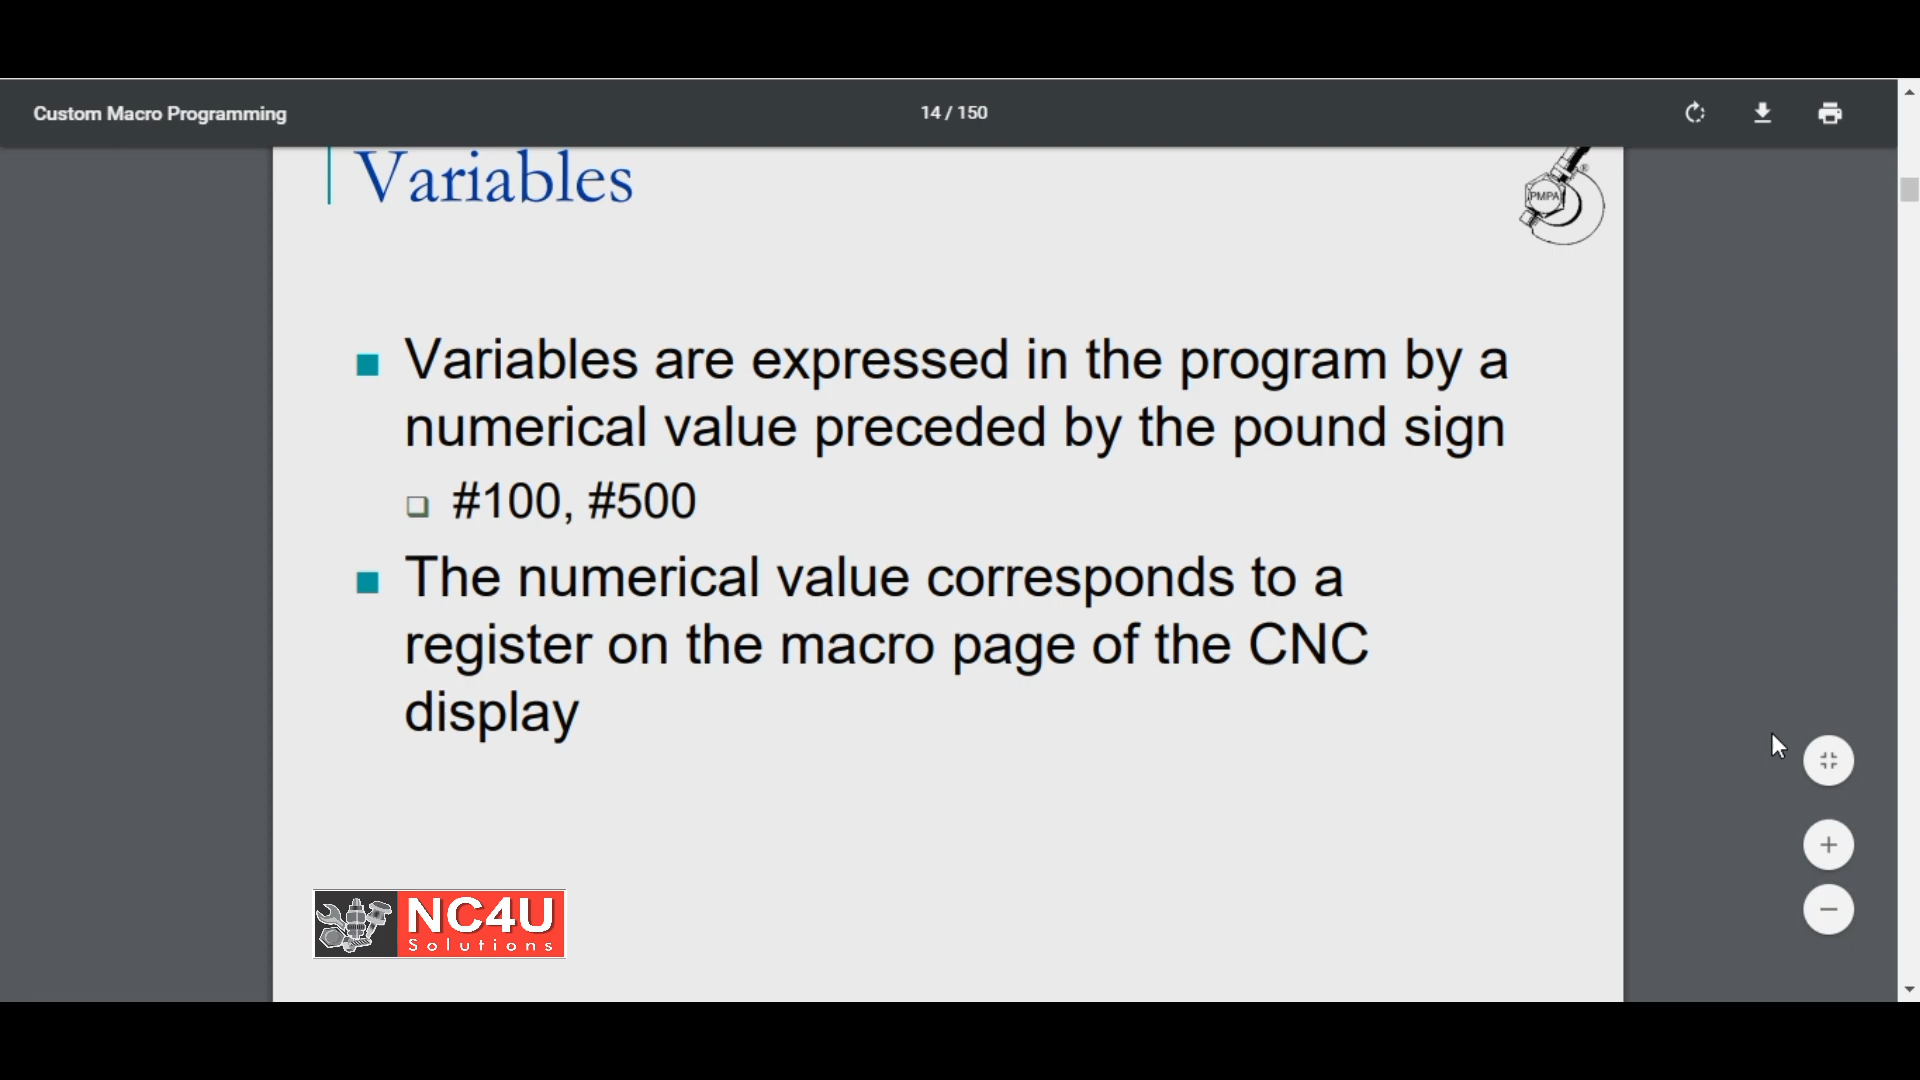 Custom Macro Programming
14 / 150
Variables
PMPA
®
Variables are expressed in the program by a
numerical value preceded by the pound sign
#100, #500
The numerical value corresponds to a
register on the macro page of the CNC
display
NC4U
Solutions